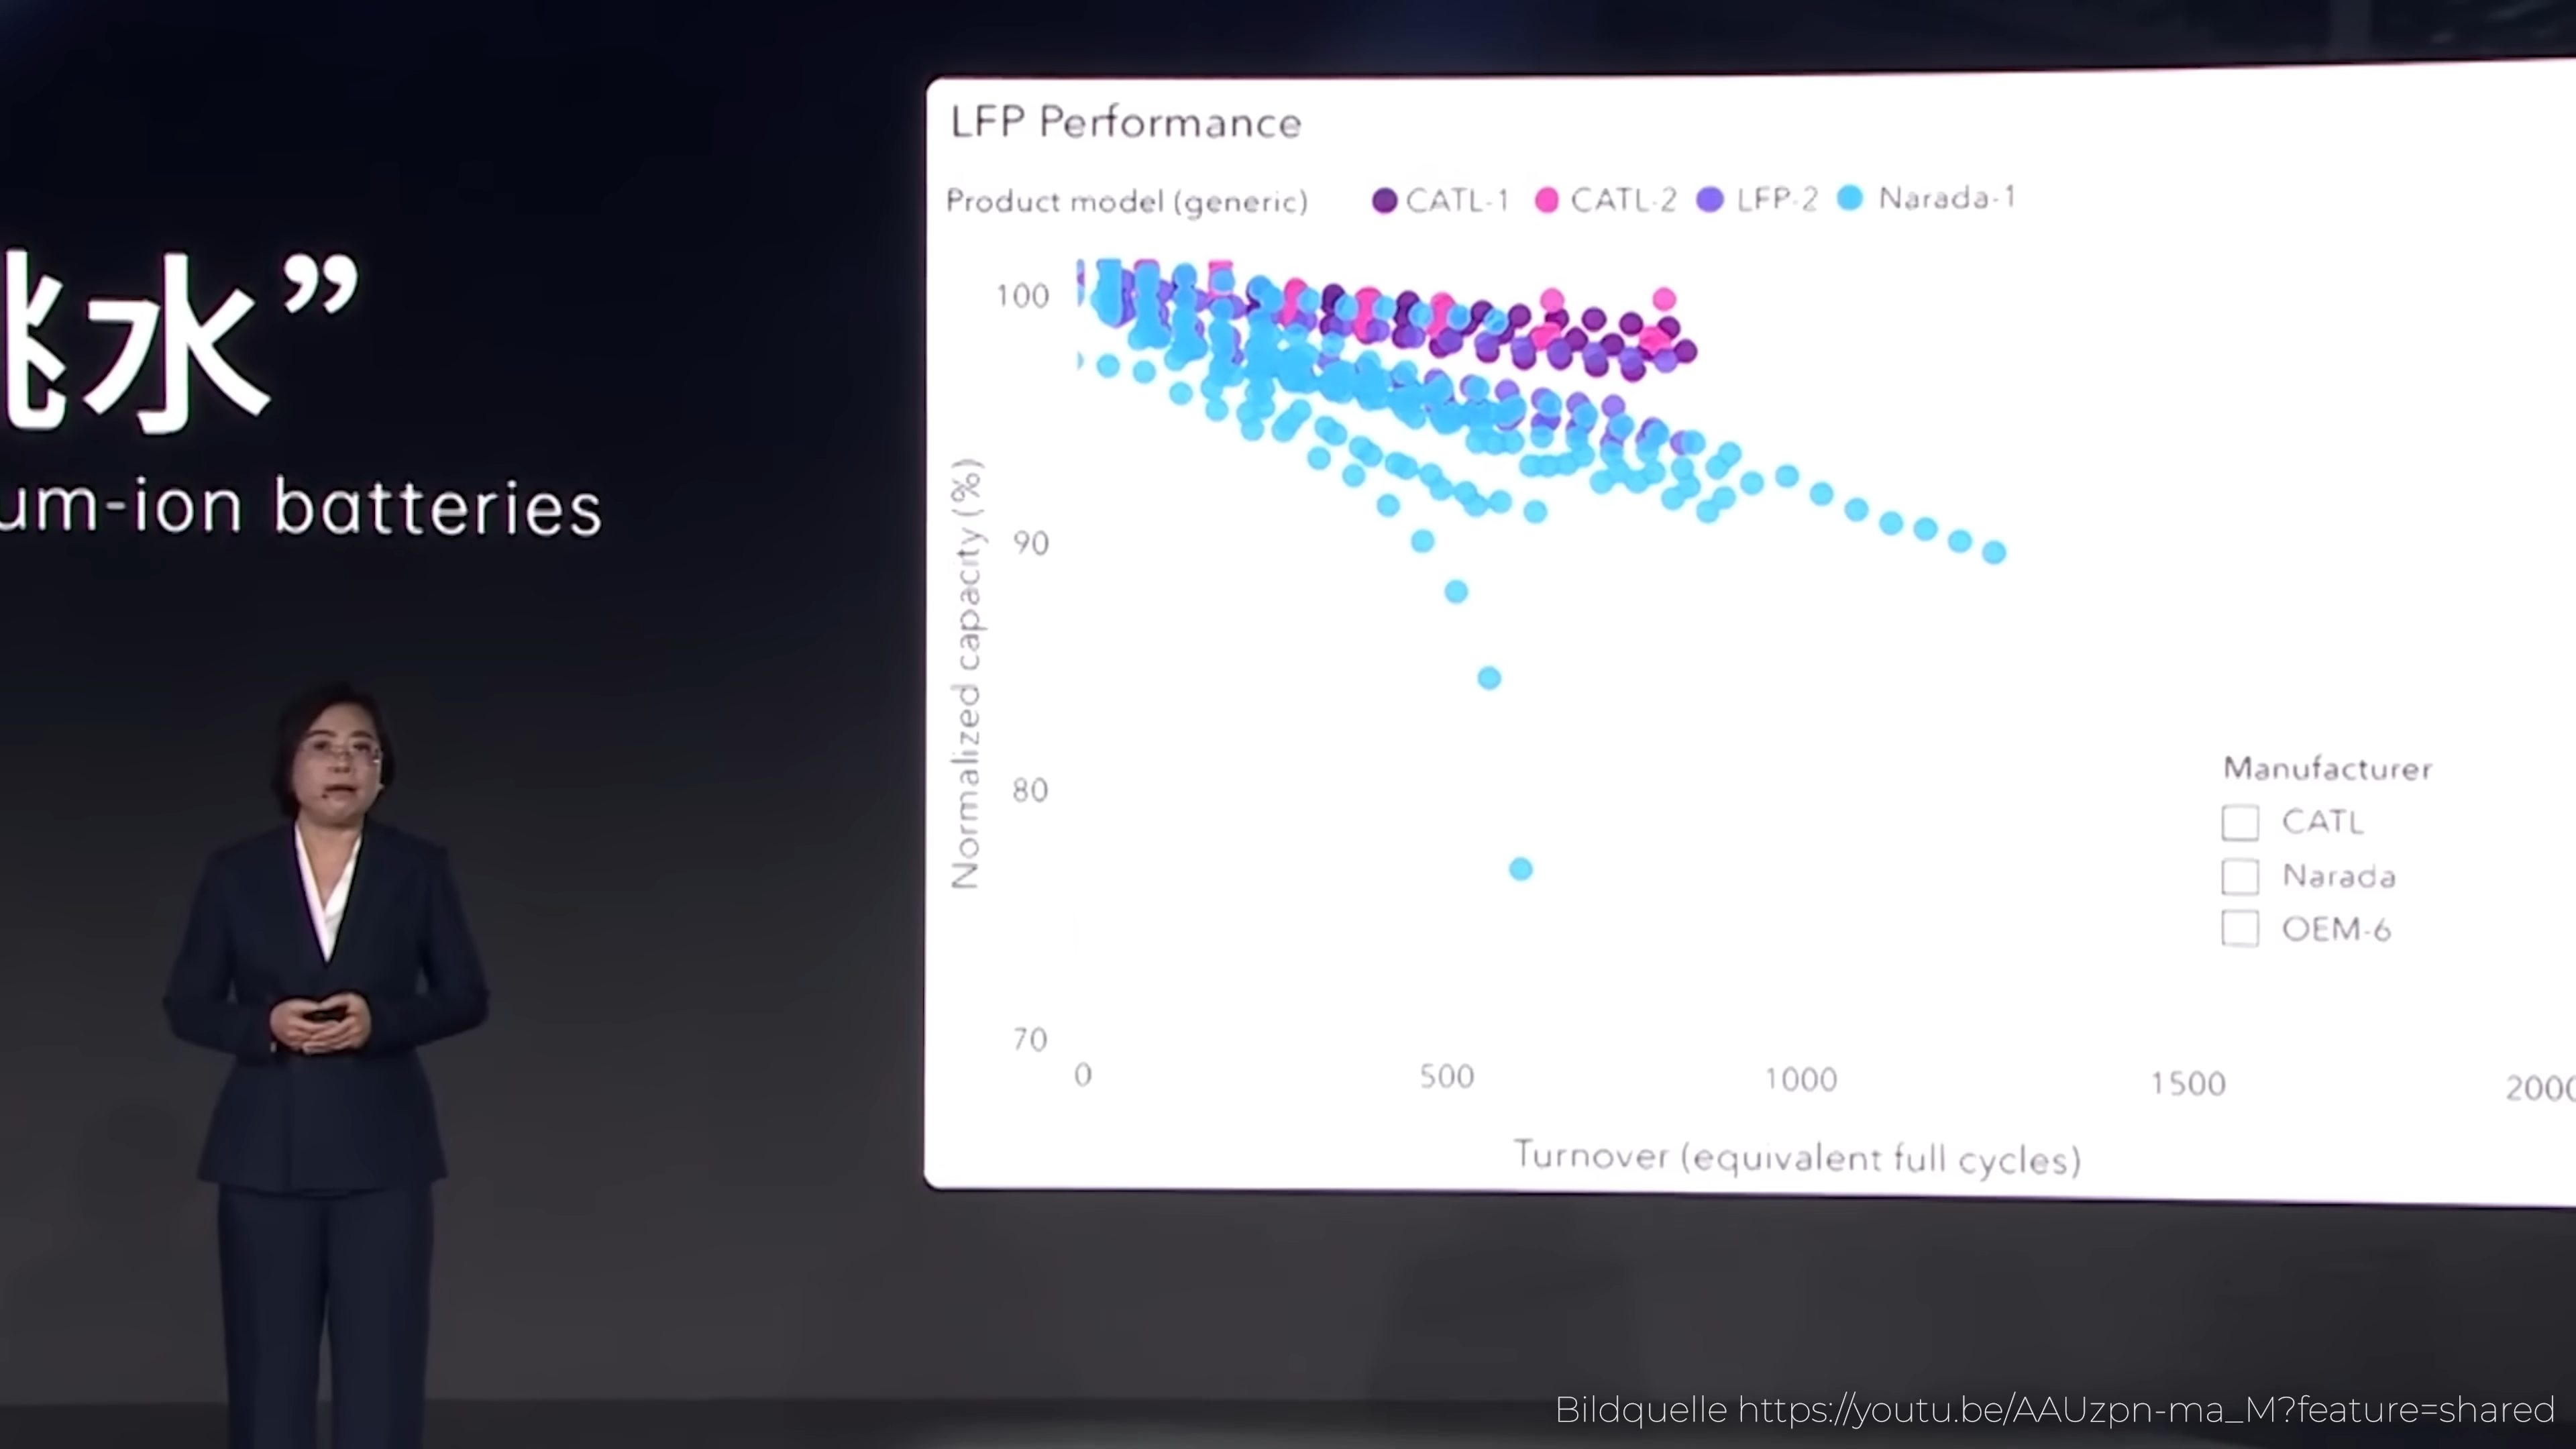 水”
batteries
LFP Performance
Product model (generic) CATL-1 CATL-2 LFP-2 Narada-1
Normalized capacity (%)
100
90
80
70
0 500 1000 1500
Turnover (equivalent full cycles)
Manufacturer
CATL
Narada
OEM-6
Bildquelle https://youtu.be/AAUzpn-ma_M?feature=shared